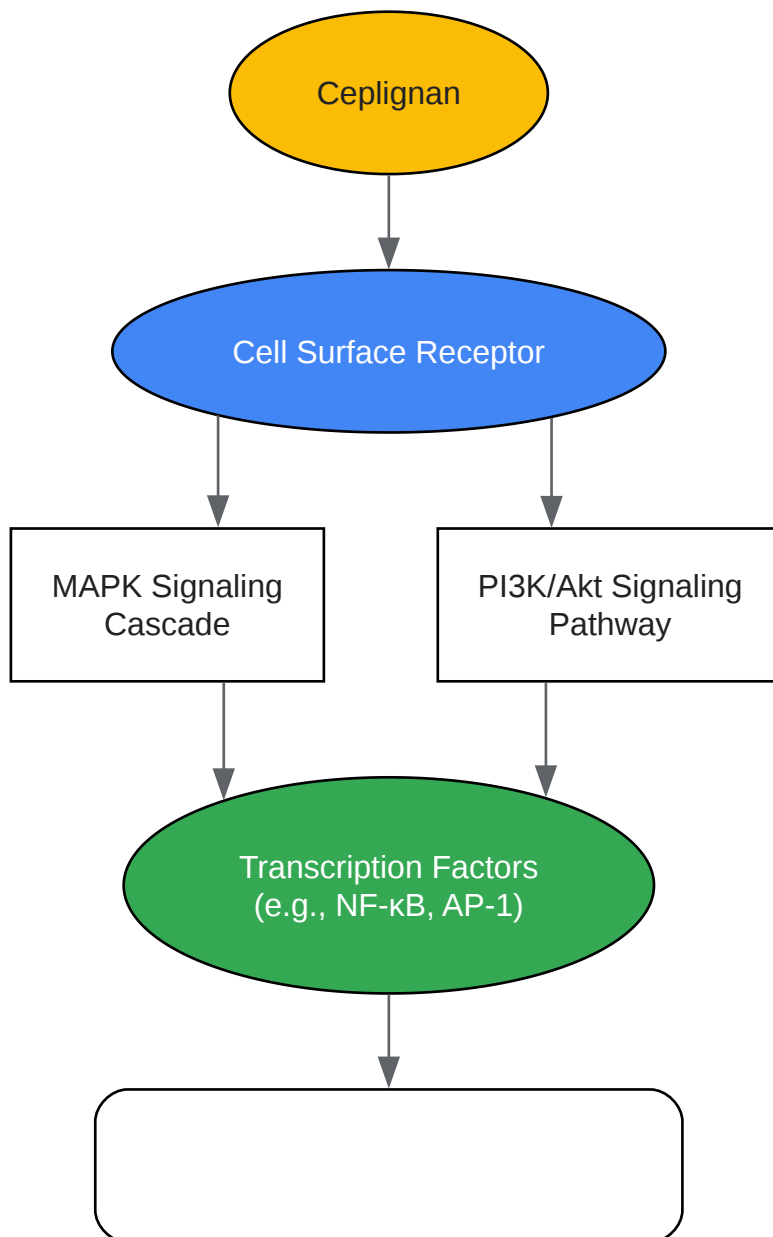 Ceplignan
Cell Surface Receptor
MAPK Signaling
Cascade
PI3K/Akt Signaling
Pathway
Transcription Factors
(e.g., NF-κB, AP-1)